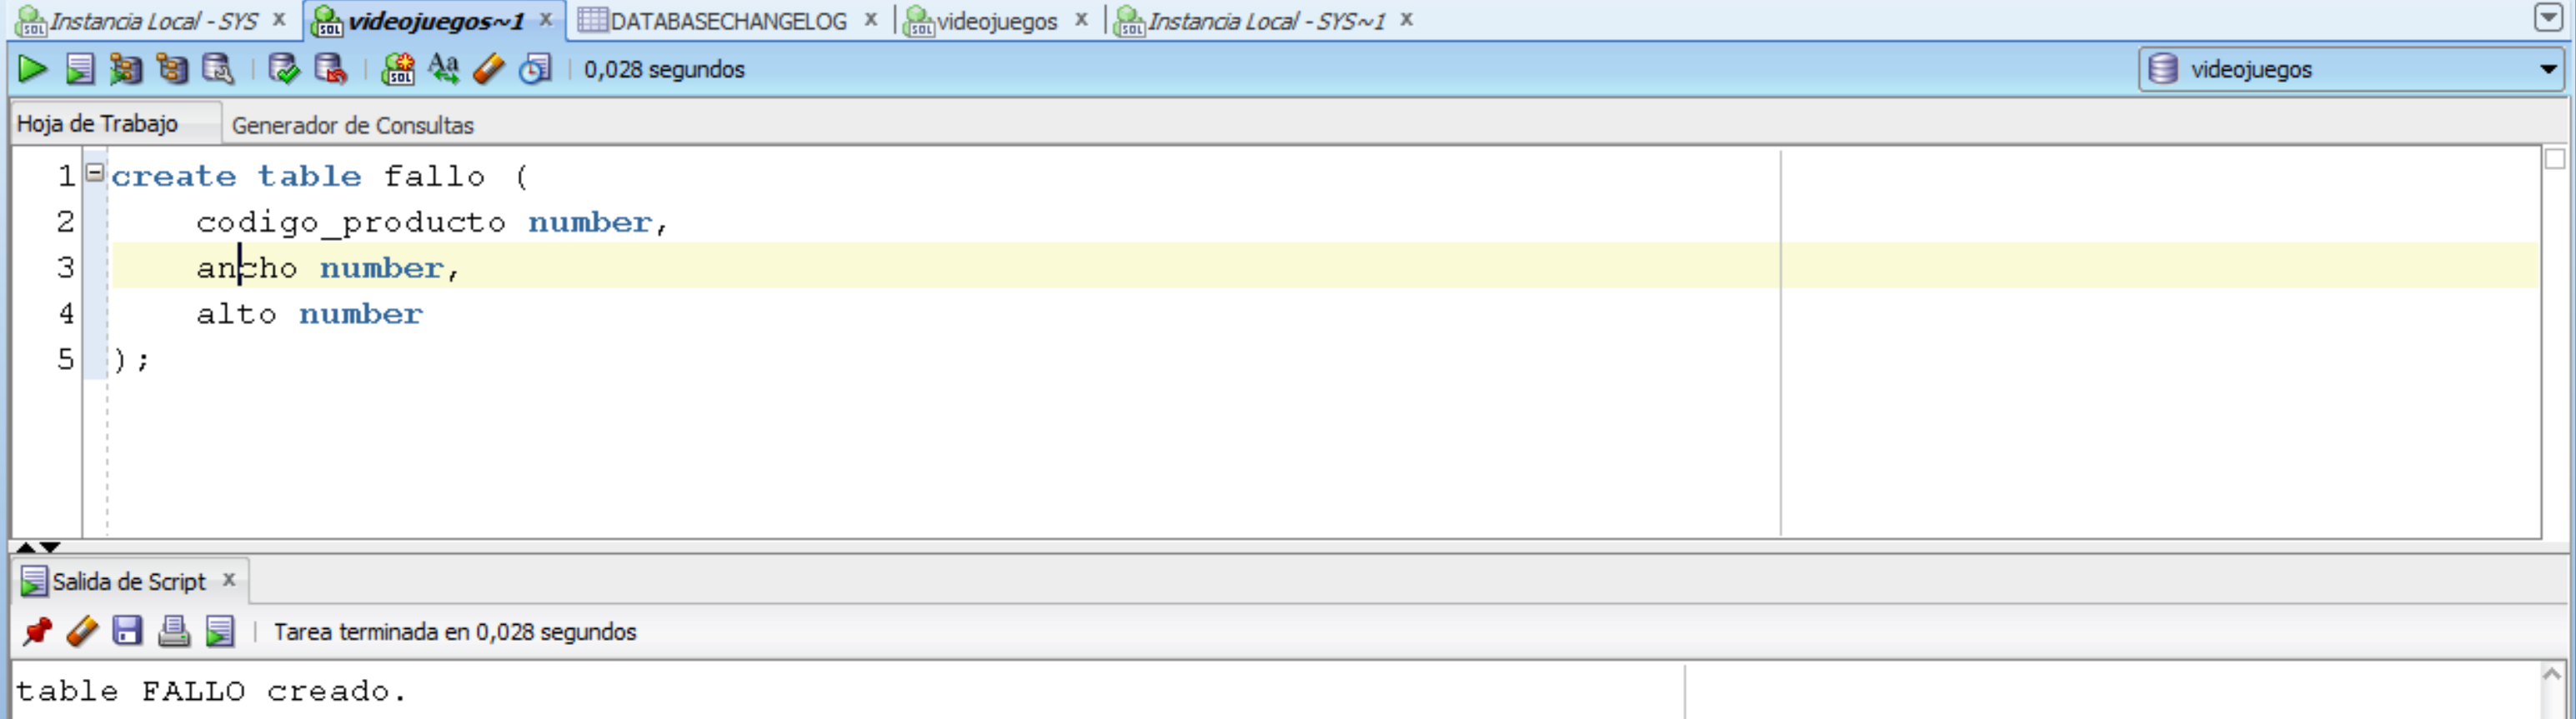 Instancia Local - SYS x videojuegos~1 x DATABASECHANGELOG x videojuegos x Instancia Local - SYS~1 x
SQL Aa 0,028 segundos videojuegos
Hoja de Trabajo Generador de Consultas
1 create table fallo (
2 codigo_producto number,
3 ancho number,
4 alto number
5 );
Salida de Script x
Tarea terminada en 0,028 segundos
table FALLO creado.